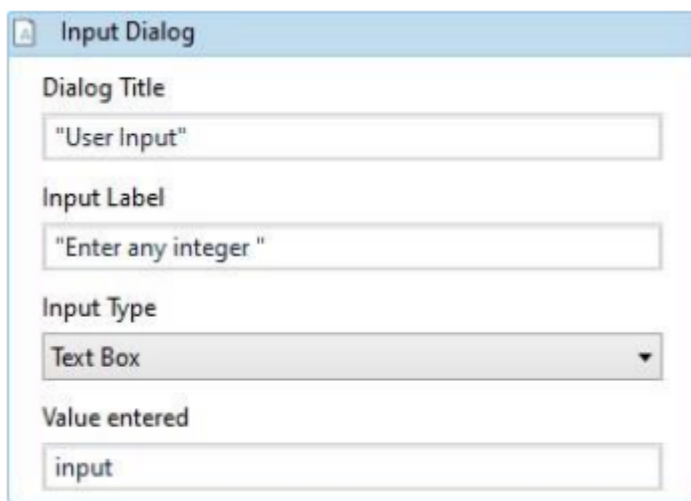 Input Dialog
Dialog Title
"User Input"
Input Label
"Enter any integer "
Input Type
Text Box
Value entered
input